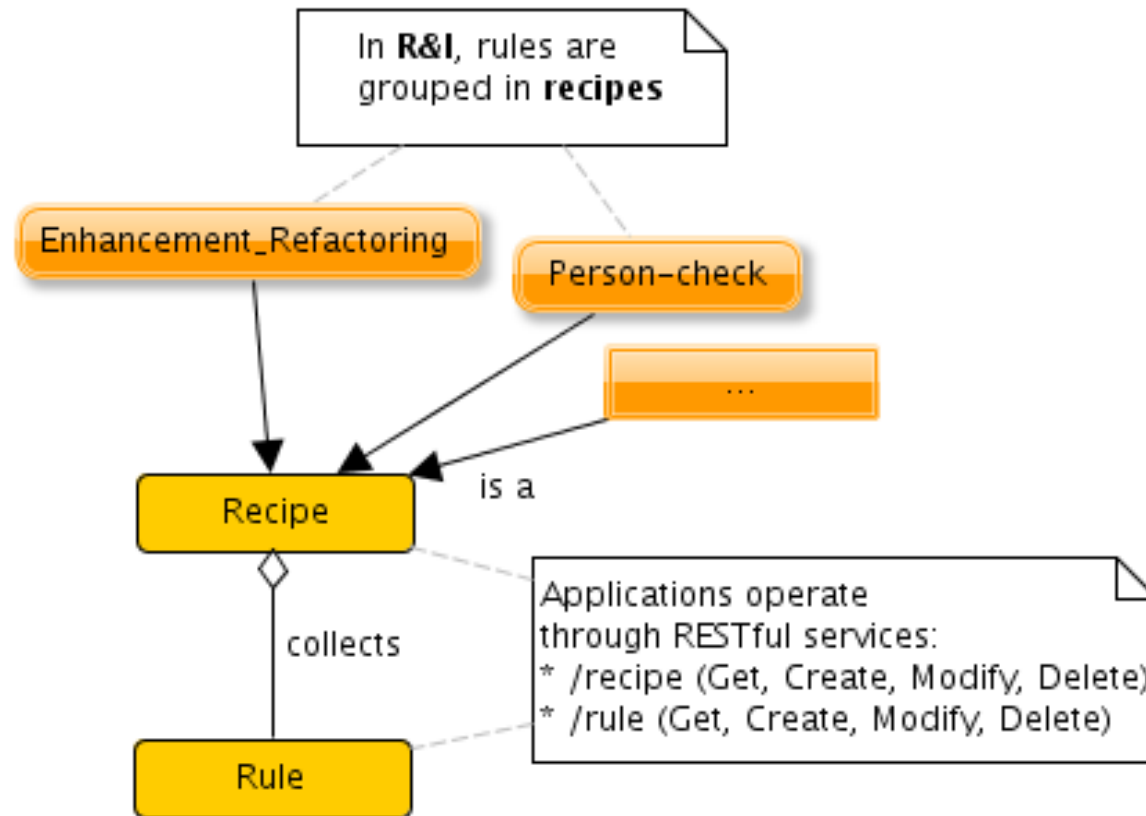 In R&I, rules are
grouped in recipes
Enhancement_Refactoring
Person-check
...
is a
Recipe
collects
Applications operate
through RESTful services:
* /recipe (Get, Create, Modify, Delete)
* /rule (Get, Create, Modify, Delete)
Rule